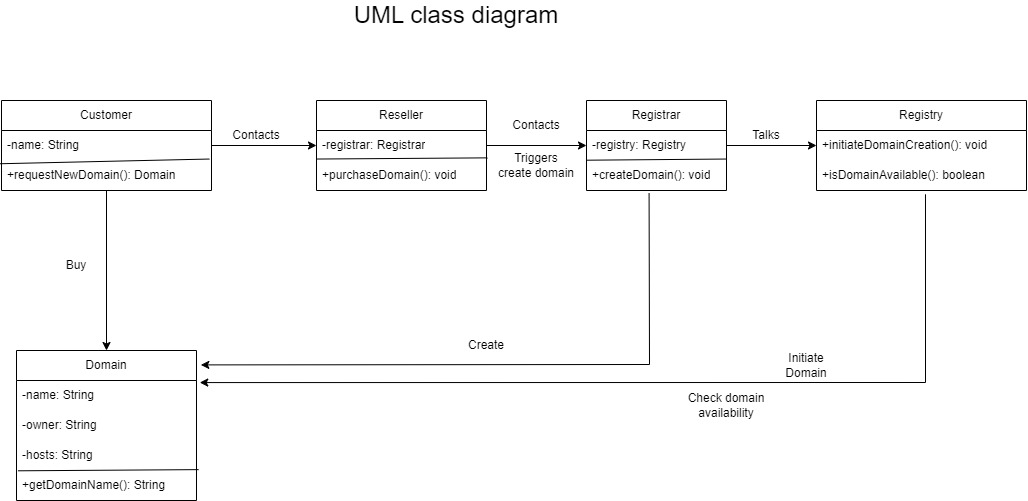 UML class diagram
Customer
-name: String
+requestNewDomain(): Domain
Contacts
Reseller
-registrar: Registrar
+purchaseDomain(): void
Contacts
Triggers
create domain
Registrar
-registry: Registry
+createDomain(): void
Talks
Registry
+initiateDomainCreation(): void
+isDomainAvailable(): boolean
Buy
Create
Initiate
Domain
Check domain
availability
Domain
-name: String
-owner: String
-hosts: String
+getDomainName(): String